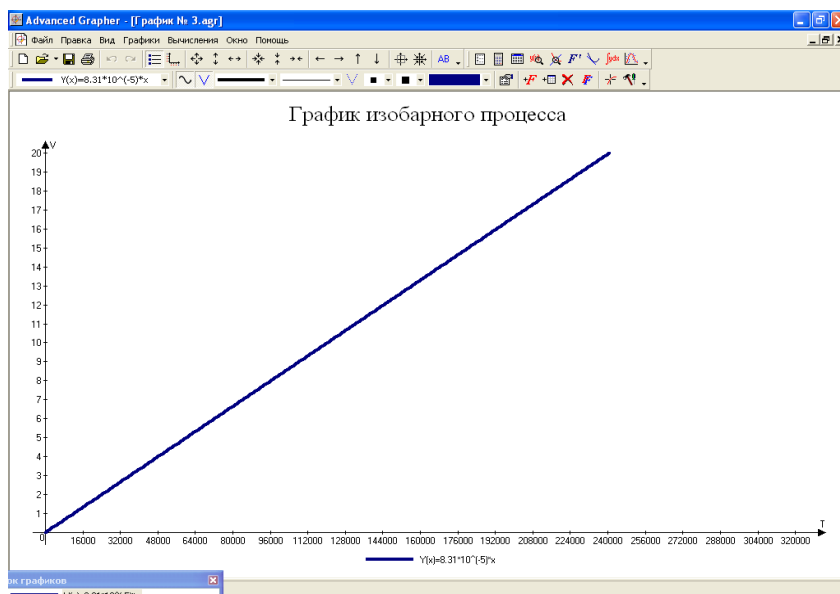 Advanced Grapher - [График № 3.agr]
Файл Правка Вид Графики Вычисления Окно Помощь
Y(x)=8.31*10^(-5)*x
График изобарного процесса
V
20
19
18
17
16
15
14
13
12
11
10
9
8
7
6
5
4
3
2
1
T
0 16000 32000 48000 64000 80000 96000 112000 128000 144000 160000 176000 192000 208000 224000 240000 256000 272000 288000 304000 320000
Y(x)=8.31*10^(-5)*x
ок графиков